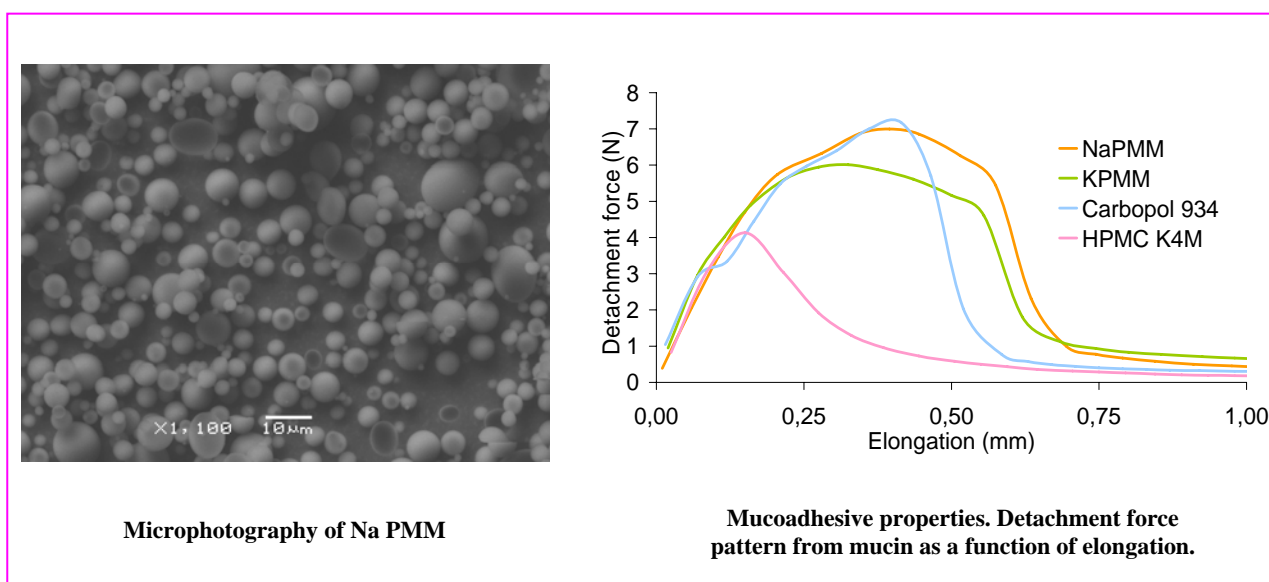 X1,100 10μm
Microphotography of Na PMM
8
7
6
5
4
3
2
1
0
Detachment force (N)
0,00 0,25 0,50 0,75 1,00
Elongation (mm)
NaPMM
KPMM
Carbopol 934
HPMC K4M
Mucoadhesive properties. Detachment force
pattern from mucin as a function of elongation.